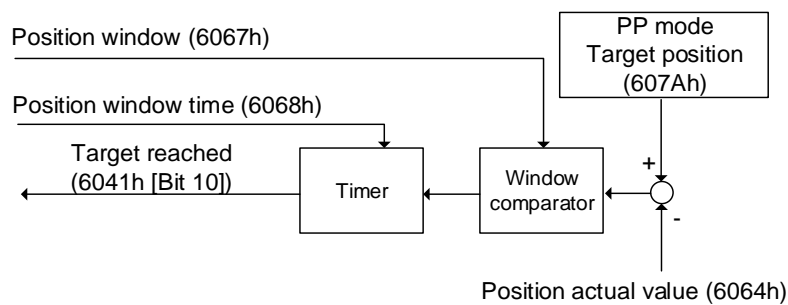 Position window (6067h)
PP mode
Target position
(607Ah)
Position window time (6068h)
Target reached
(6041h [Bit 10])
Timer
Window
comparator
+
-
Position actual value (6064h)